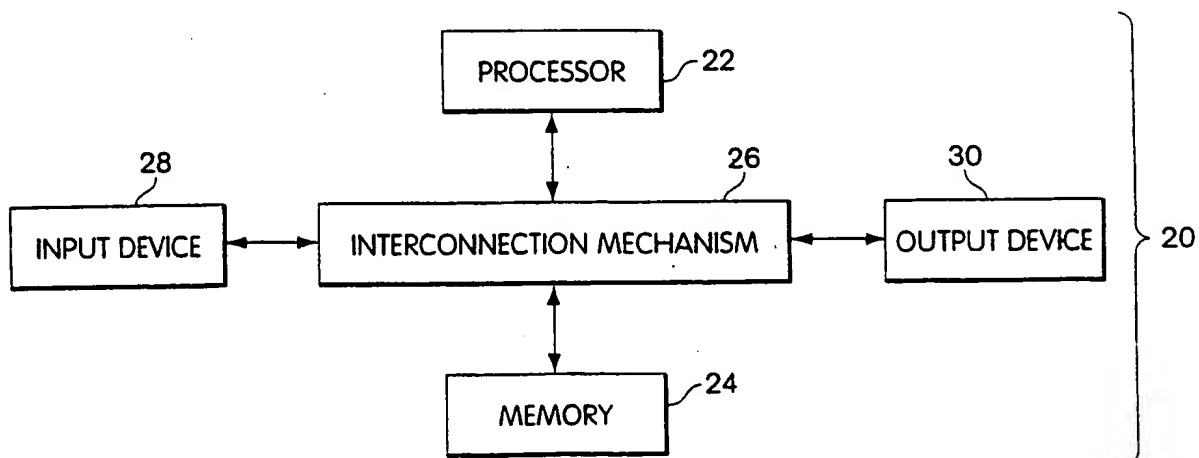 PROCESSOR
22
28
26
30
INPUT DEVICE
INTERCONNECTION MECHANISM
OUTPUT DEVICE
20
MEMORY
24